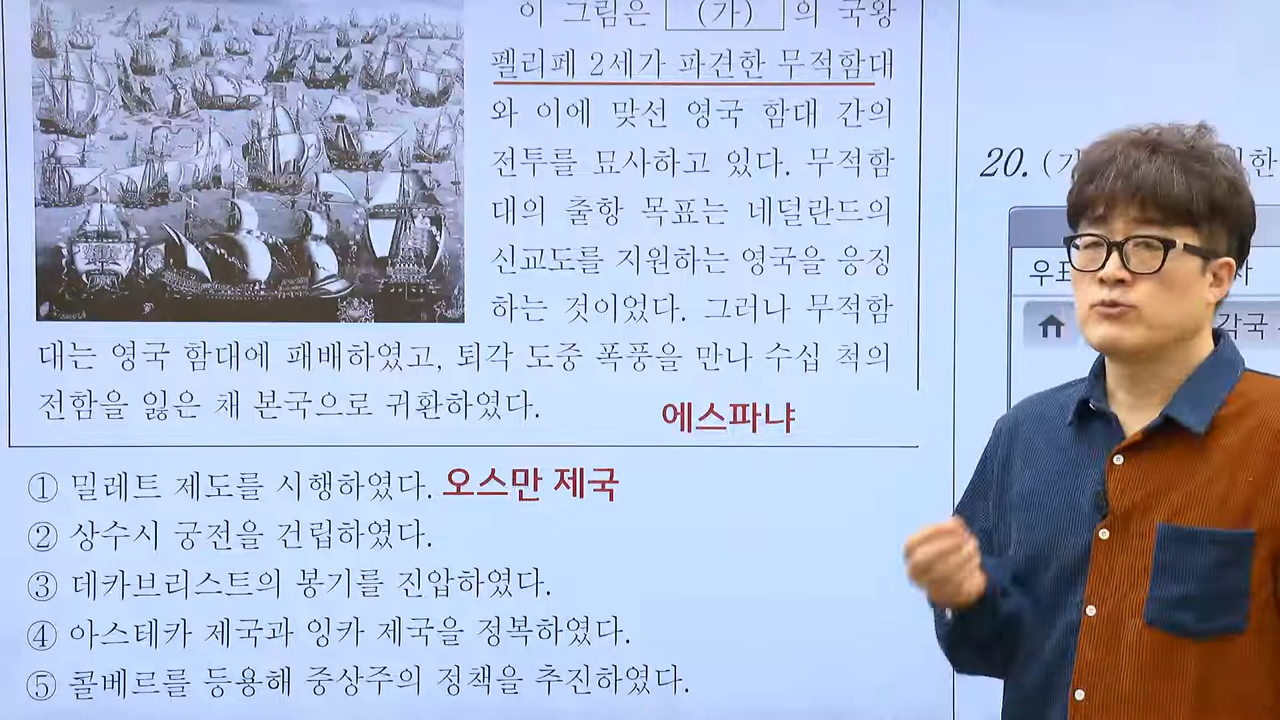 이 그림은 (가) 의 국왕
펠리페 2세가 파견한 무적함대
와 이에 맞선 영국 함대 간의
전투를 묘사하고 있다. 무적함
대의 출항 목표는 네덜란드의
신교도를 지원하는 영국을 응징
하는 것이었다. 그러나 무적함
대는 영국 함대에 패배하였고, 퇴각 도중 폭풍을 만나 수십 척의
전함을 잃은 채 본국으로 귀환하였다.
에스파냐
① 밀레트 제도를 시행하였다. 오스만 제국
② 상수시 궁전을 건립하였다.
③ 데카브리스트의 봉기를 진압하였다.
④ 아스테카 제국과 잉카 제국을 정복하였다.
⑤ 콜베르를 등용해 중상주의 정책을 추진하였다.
20.
각국